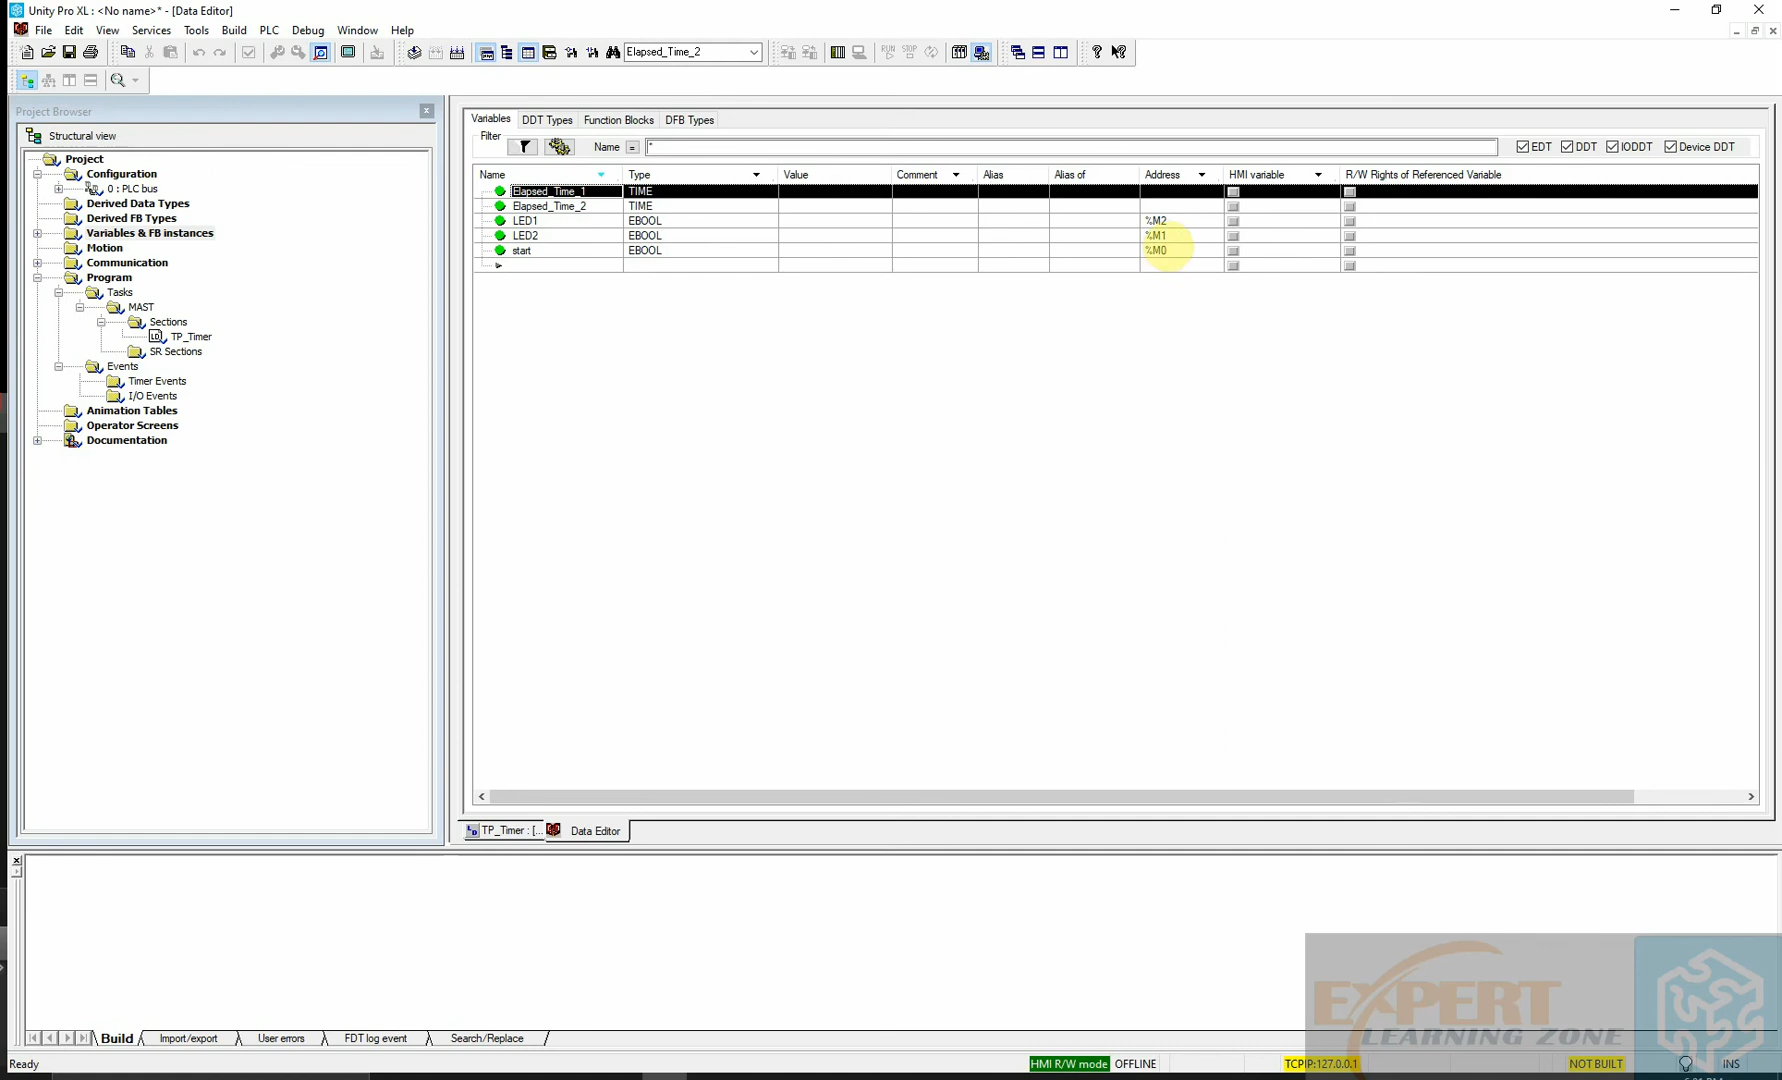 Unity Pro XL : <No name>* - [Data Editor]
File Edit View Services Tools Build PLC Debug Window Help
Elapsed_Time_2
RUN STOP
Project Browser
Structural view
Project
Configuration
0 : PLC bus
Derived Data Types
Derived FB Types
Variables & FB instances
Motion
Communication
Program
Tasks
MAST
Sections
LD TP_Timer
SR Sections
Events
Timer Events
I/O Events
Animation Tables
Operator Screens
Documentation
Variables DDT Types Function Blocks DFB Types
Filter
Name = * EDT DDT IODDT Device DDT
Name Type Value Comment Alias Alias of Address HMI variable R/W Rights of Referenced Variable
Elapsed_Time_1 TIME
Elapsed_Time_2 TIME
LED1 EBOOL %M2
LED2 EBOOL %M1
start EBOOL %M0
TP_Timer : [... Data Editor
EXPERT
LEARNING ZONE
Build Import/export User errors FDT log event Search/Replace
Ready HMI R/W mode OFFLINE TCPIP:127.0.0.1 NOT BUILT INS